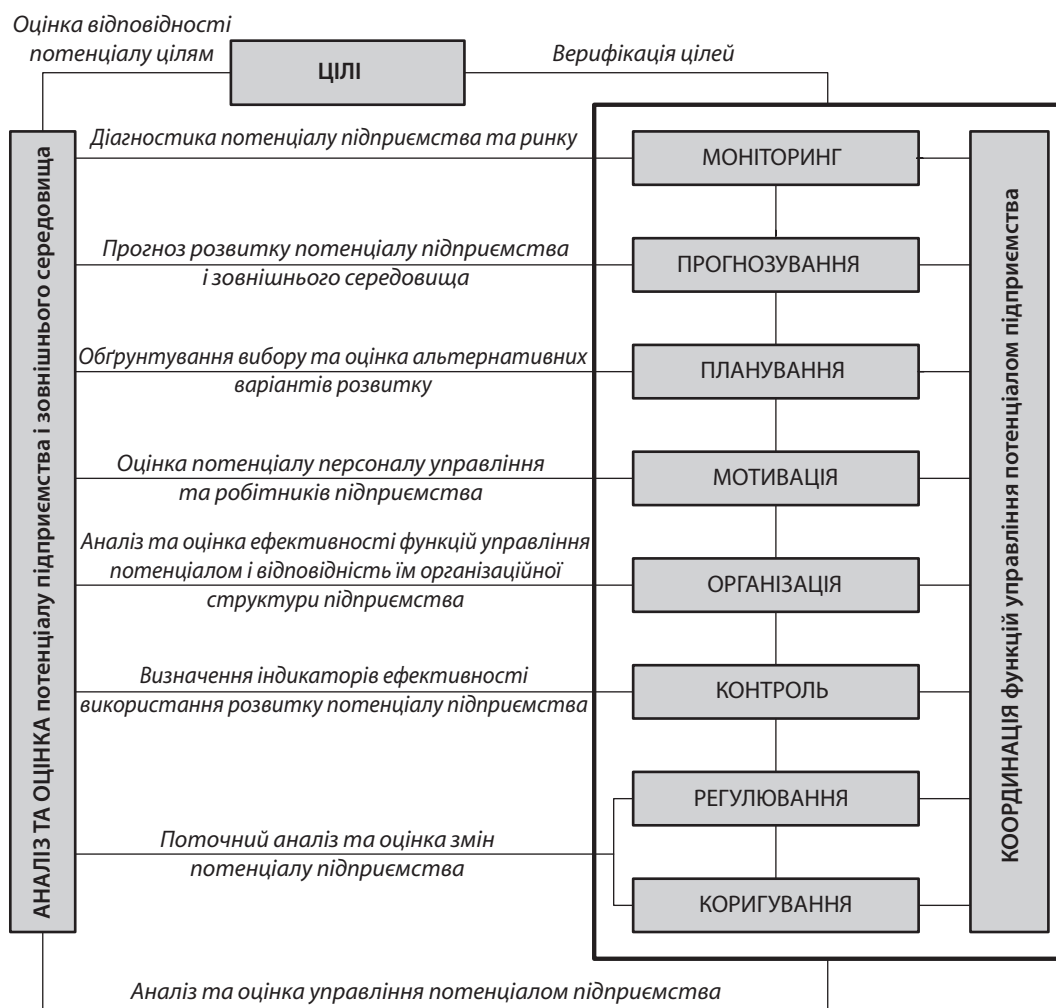 Оцінка відповідності
потенціалу цілям
ЦІЛІ
Верифікація цілей
АНАЛІЗ ТА ОЦІНКА потенціалу підприємства і зовнішнього середовища
Діагностика потенціалу підприємства та ринку
МОНІТОРИНГ
Прогноз розвитку потенціалу підприємства
і зовнішнього середовища
ПРОГНОЗУВАННЯ
Обґрунтування вибору та оцінка альтернативних
варіантів розвитку
ПЛАНУВАННЯ
Оцінка потенціалу персоналу управління
та робітників підприємства
МОТИВАЦІЯ
Аналіз та оцінка ефективності функцій управління
потенціалом і відповідність їм організаційної
структури підприємства
ОРГАНІЗАЦІЯ
Визначення індикаторів ефективності
використання розвитку потенціалу підприємства
КОНТРОЛЬ
РЕГУЛЮВАННЯ
Поточний аналіз та оцінка змін
потенціалу підприємства
КОРИГУВАННЯ
КООРДИНАЦІЯ функцій управління потенціалом підприємства
Аналіз та оцінка управління потенціалом підприємства